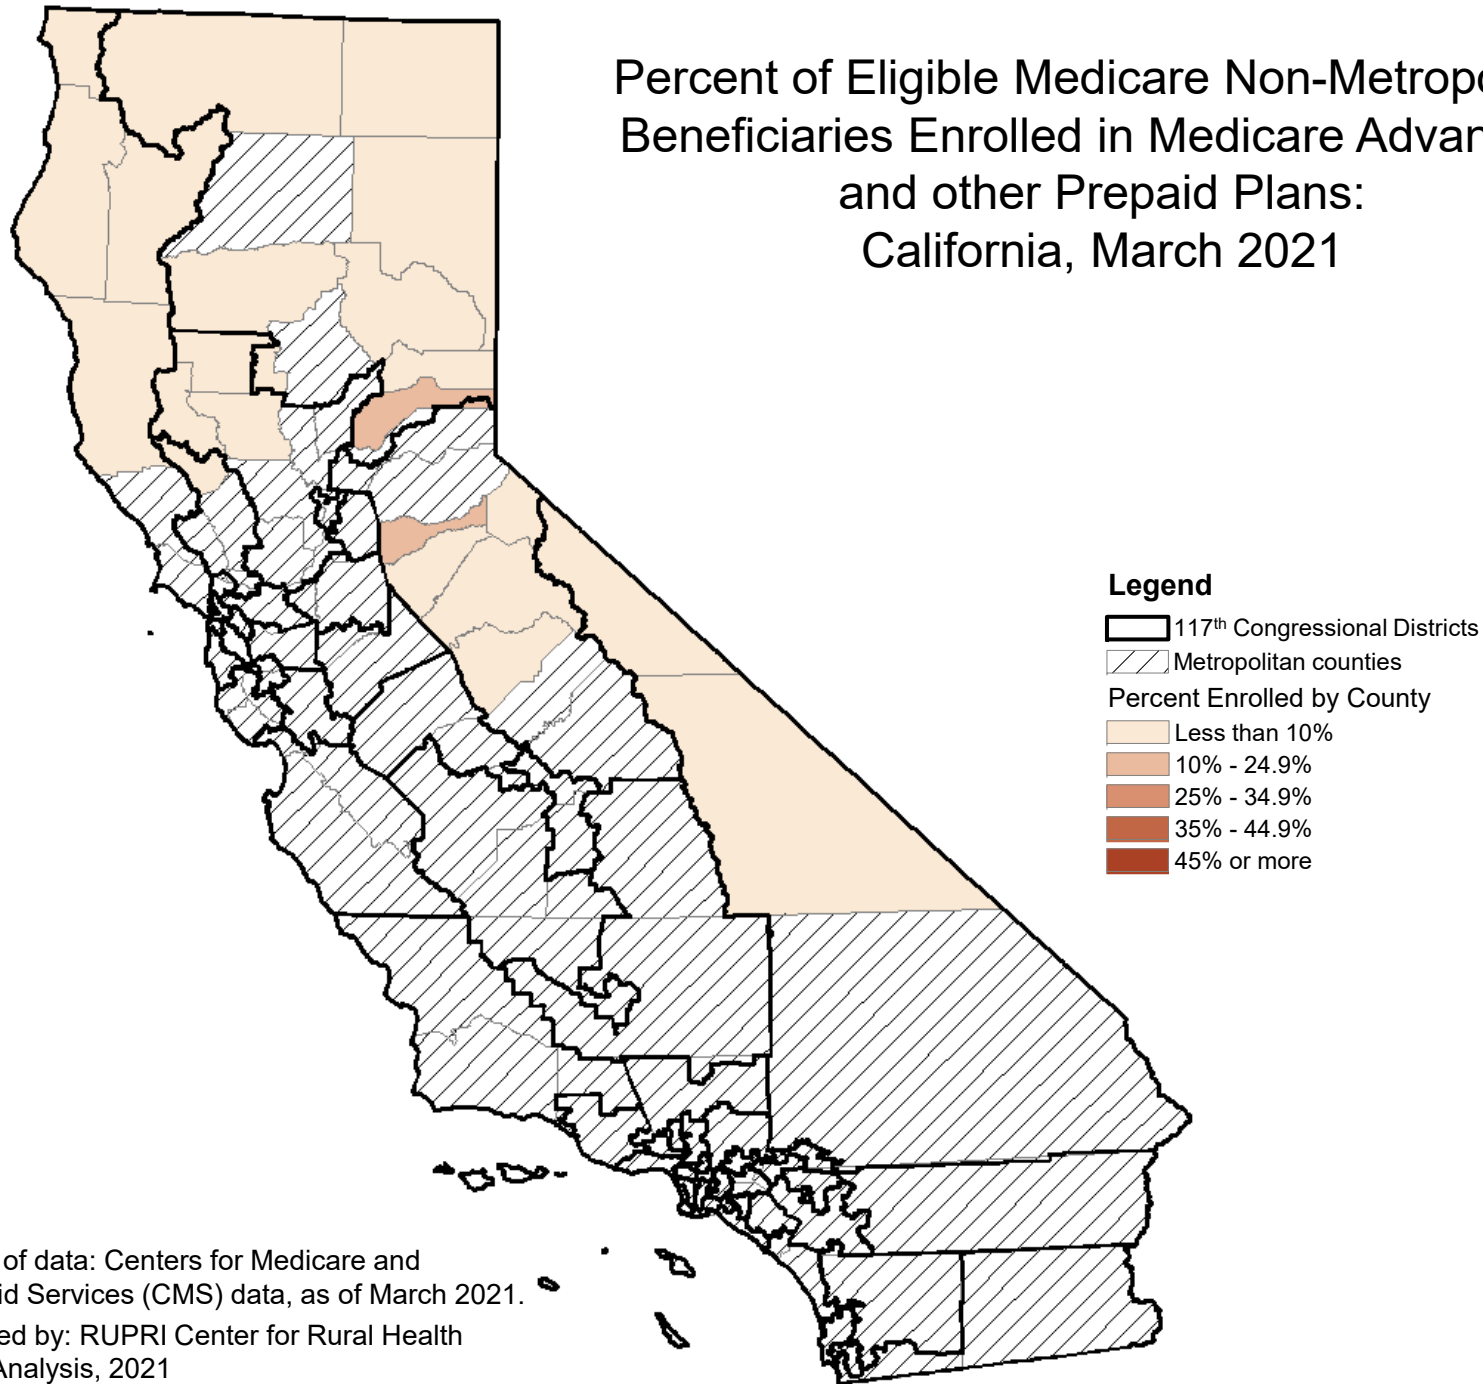 Percent of Eligible Medicare Non-Metropo
Beneficiaries Enrolled in Medicare Advan
and other Prepaid Plans:
California, March 2021
Legend
117th Congressional Districts
Metropolitan counties
Percent Enrolled by County
Less than 10%
10% - 24.9%
25% - 34.9%
35% - 44.9%
45% or more
of data: Centers for Medicare and
id Services (CMS) data, as of March 2021.
ed by: RUPRI Center for Rural Health
Analysis, 2021